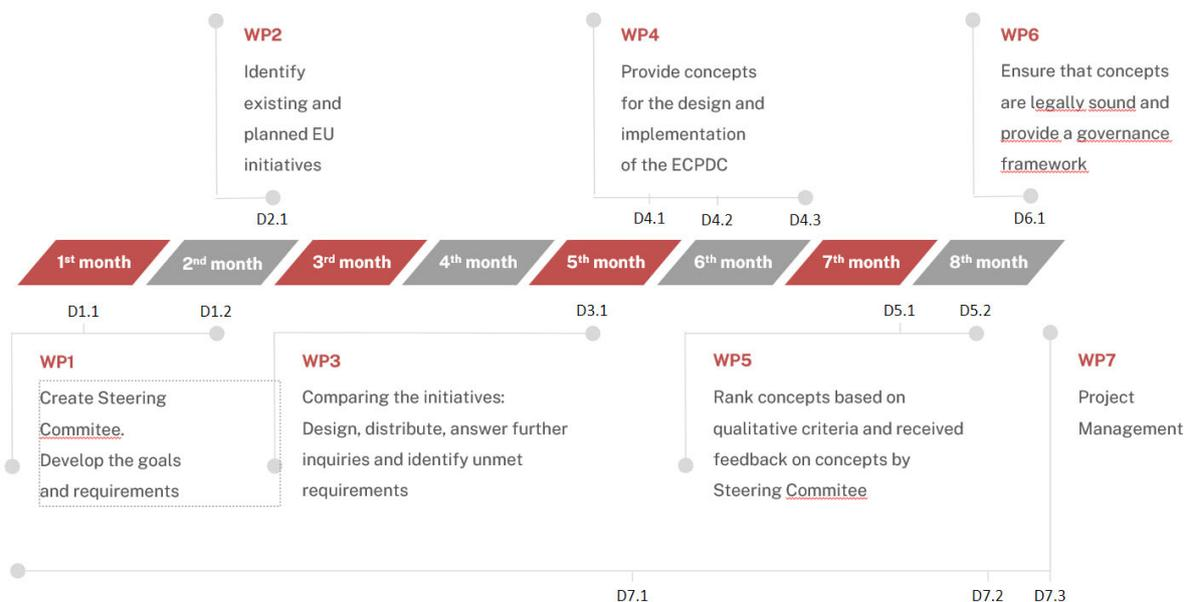 WP2
Identify
existing and
planned EU
initiatives
D2.1
WP4
Provide concepts
for the design and
implementation
of the ECPDC
D4.1
D4.2
D4.3
WP6
Ensure that concepts
are legally sound and
provide a governance
framework
D6.1
1st month
2nd month
3rd month
4th month
5th month
6th month
7th month
8th month
D1.1
D1.2
WP1
Create Steering
Commitee.
Develop the goals
and requirements
D3.1
WP3
Comparing the initiatives:
Design, distribute, answer further
inquiries and identify unmet
requirements
D5.1
D5.2
WP5
Rank concepts based on
qualitative criteria and received
feedback on concepts by
Steering Commitee
WP7
Project
Management
D7.1
D7.2
D7.3